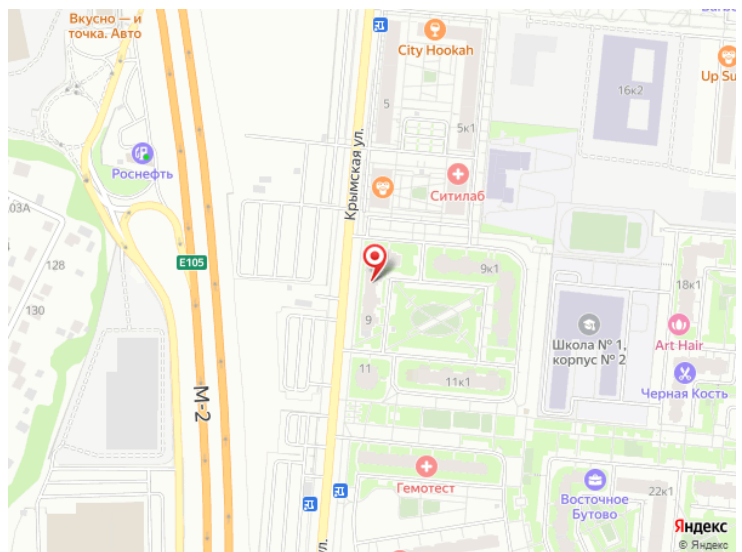 Вкусно — и
точка. Авто
City Hookah
Up Su
16к2
5
5к1
Роснефть
Крымская ул.
Ситилаб
103А
128
E105
9к1
18к1
130
9
Школа № 1,
корпус № 2
Art Hair
11
11к1
Черная Кость
М-2
Гемотест
Восточное
Бутово
22к1
ул.
Яндекс
© Яндекс